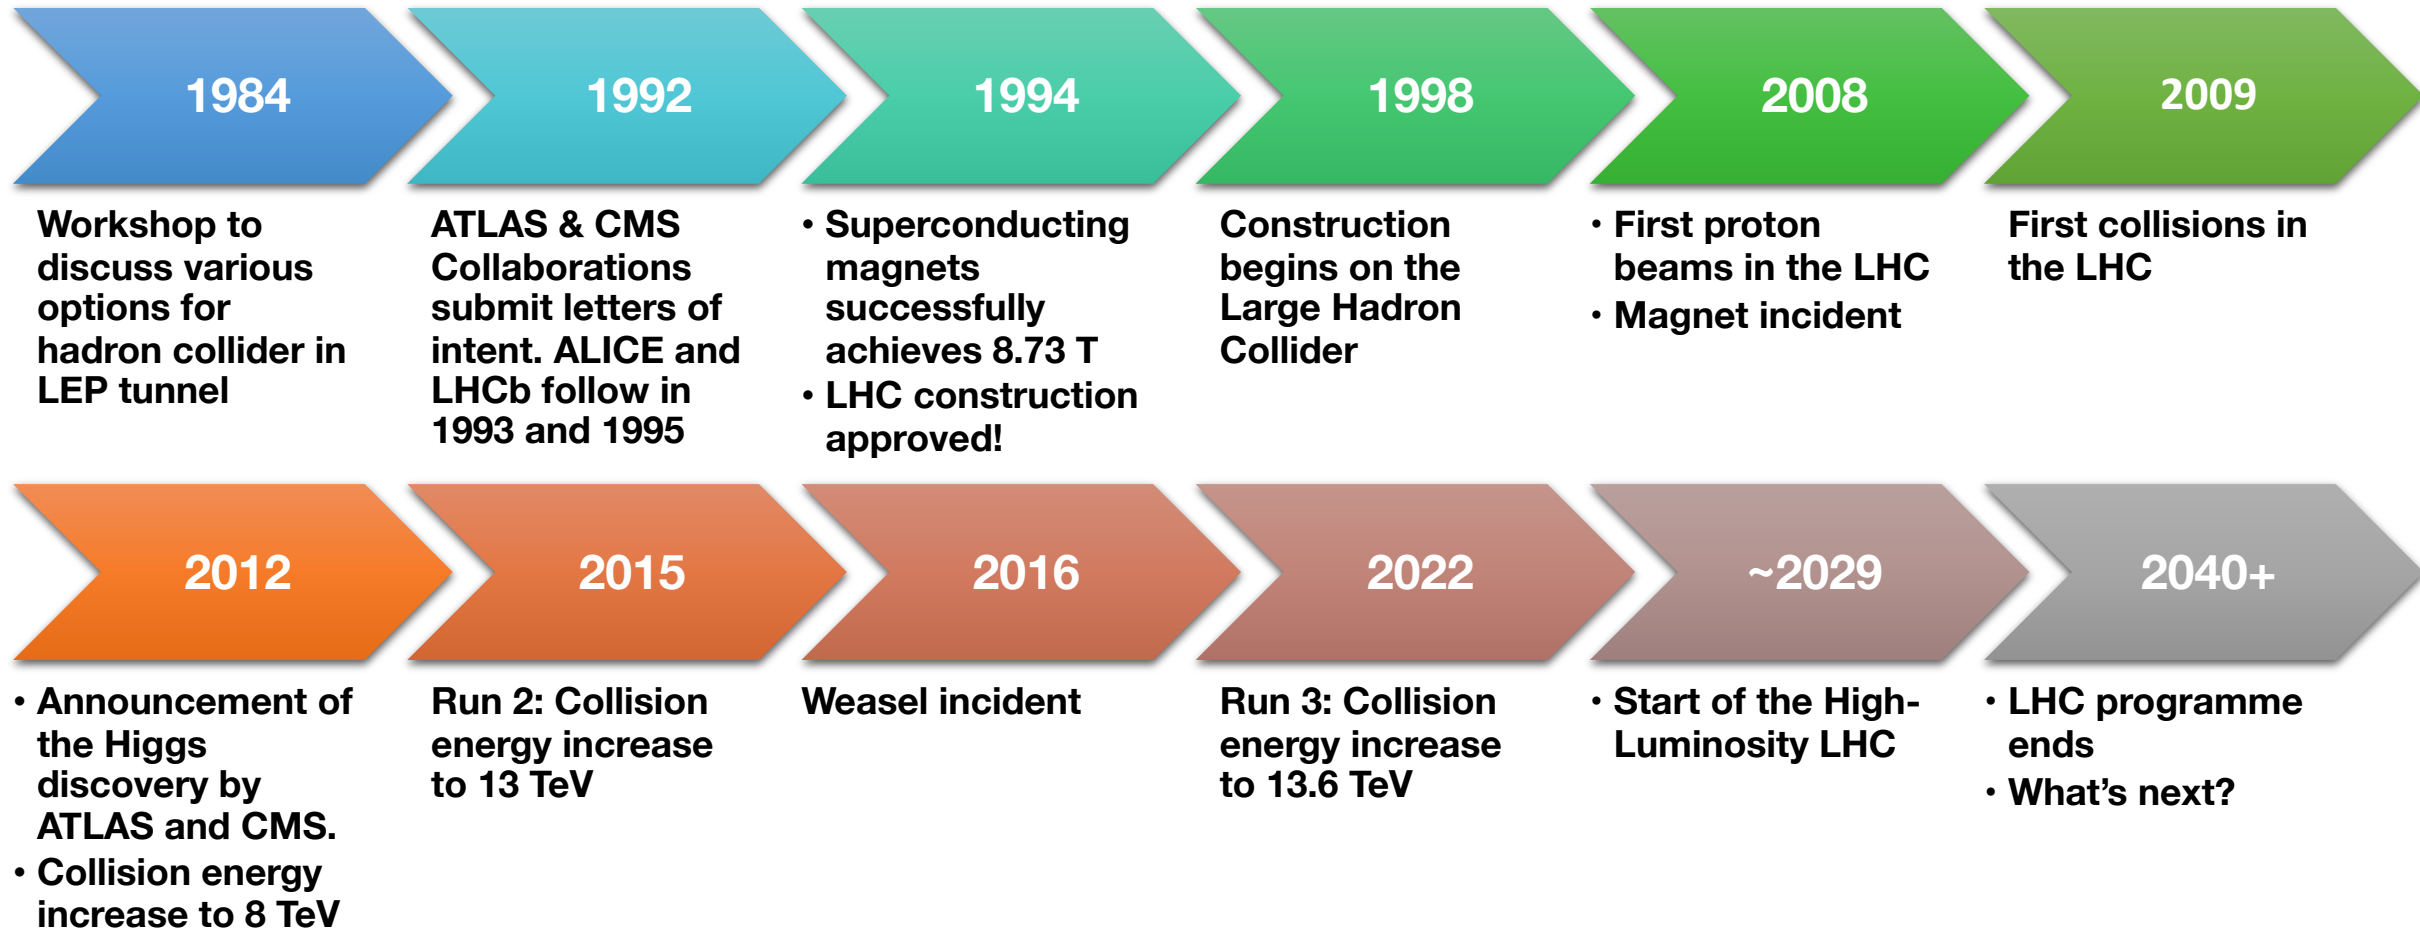 1984
1992
1994
1998
2008
2009
Workshop to
discuss various
options for
hadron collider in
LEP tunnel
ATLAS & CMS
Collaborations
submit letters of
intent. ALICE and
LHCb follow in
1993 and 1995
• Superconducting
magnets
successfully
achieves 8.73 T
• LHC construction
approved!
Construction
begins on the
Large Hadron
Collider
• First proton
beams in the LHC
• Magnet incident
First collisions in
the LHC
2012
2015
2016
2022
~2029
2040+
• Announcement of
the Higgs
discovery by
ATLAS and CMS.
• Collision energy
increase to 8 TeV
Run 2: Collision
energy increase
to 13 TeV
Weasel incident
Run 3: Collision
energy increase
to 13.6 TeV
• Start of the High-
Luminosity LHC
• LHC programme
ends
• What’s next?